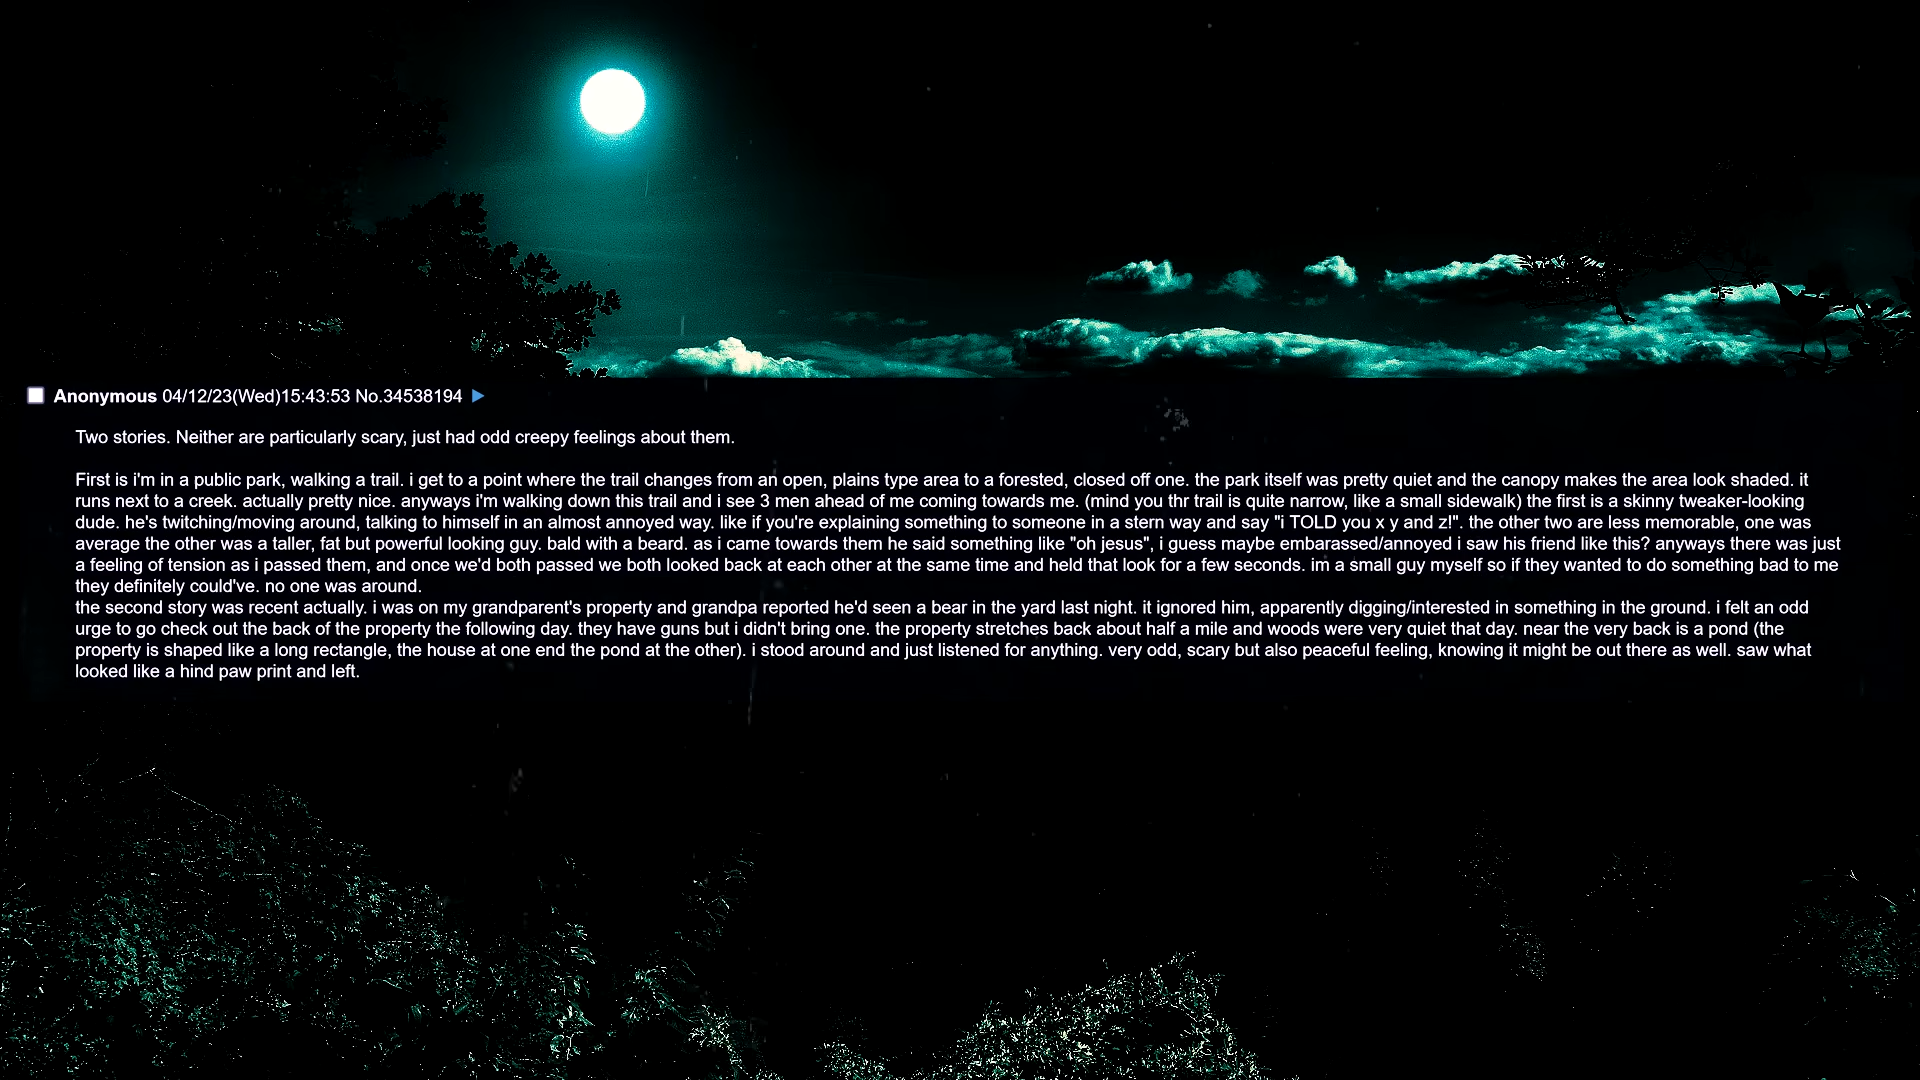 Anonymous 04/12/23(Wed)15:43:53 No.34538194
Two stories. Neither are particularly scary, just had odd creepy feelings about them.
First is i'm in a public park, walking a trail. i get to a point where the trail changes from an open, plains type area to a forested, closed off one. the park itself was pretty quiet and the canopy makes the area look shaded. it
runs next to a creek. actually pretty nice. anyways i'm walking down this trail and i see 3 men ahead of me coming towards me. (mind you thr trail is quite narrow, like a small sidewalk) the first is a skinny tweaker-looking
dude. he's twitching/moving around, talking to himself in an almost annoyed way. like if you're explaining something to someone in a stern way and say "i TOLD you x y and z!". the other two are less memorable, one was
average the other was a taller, fat but powerful looking guy. bald with a beard. as i came towards them he said something like "oh jesus", i guess maybe embarassed/annoyed i saw his friend like this? anyways there was just
a feeling of tension as i passed them, and once we'd both passed we both looked back at each other at the same time and held that look for a few seconds. im a small guy myself so if they wanted to do something bad to me
they definitely could've. no one was around.
the second story was recent actually. i was on my grandparent's property and grandpa reported he'd seen a bear in the yard last night. it ignored him, apparently digging/interested in something in the ground. i felt an odd
urge to go check out the back of the property the following day. they have guns but i didn't bring one. the property stretches back about half a mile and woods were very quiet that day. near the very back is a pond (the
property is shaped like a long rectangle, the house at one end the pond at the other). i stood around and just listened for anything. very odd, scary but also peaceful feeling, knowing it might be out there as well. saw what
looked like a hind paw print and left.